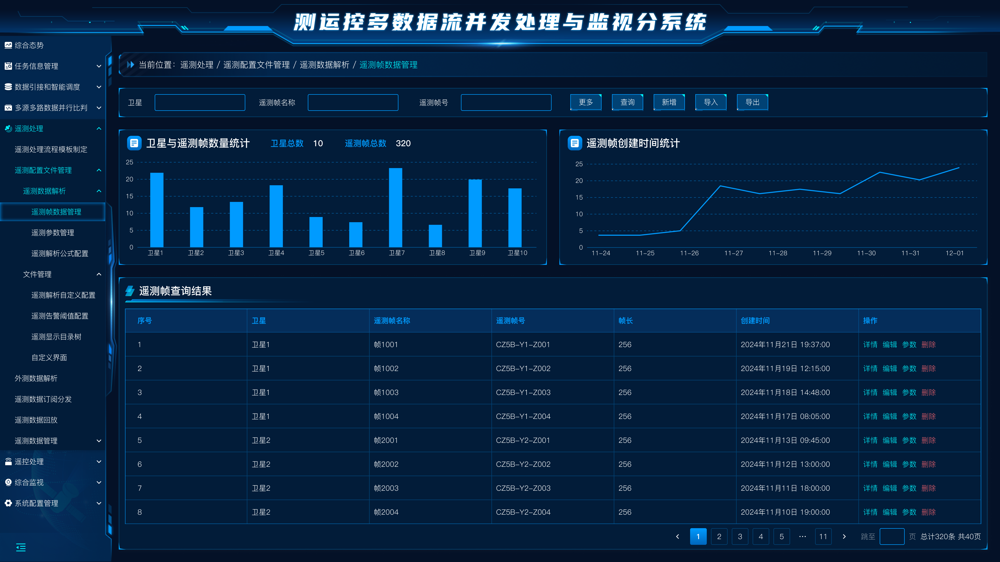 测运控多数据流并发处理与监视分系统
综合态势
任务信息管理
数据引接和智能调度
多源多路数据并行比判
遥测处理
遥测处理流程模板制定
遥测配置文件管理
遥测数据解析
遥测帧数据管理
遥测参数管理
遥测解析公式配置
文件管理
遥测解析自定义配置
遥测告警阈值配置
遥测显示目录树
自定义界面
外测数据解析
遥测数据订阅分发
遥测数据回放
遥测数据管理
遥控处理
综合监视
系统配置管理
当前位置：遥测处理 / 遥测配置文件管理 / 遥测数据解析 / 遥测帧数据管理
卫星 遥测帧名称 遥测帧号 更多 查询 新增 导入 导出
卫星与遥测帧数量统计 卫星总数 10 遥测帧总数 320
25
20
15
10
5
0
卫星1 卫星2 卫星3 卫星4 卫星5 卫星6 卫星7 卫星8 卫星9 卫星10
遥测帧创建时间统计
25
20
15
10
5
0
11-24 11-25 11-26 11-27 11-28 11-29 11-30 11-31 12-01
遥测帧查询结果
序号 卫星 遥测帧名称 遥测帧号 帧长 创建时间 操作
1 卫星1 帧1001 CZ5B-Y1-Z001 256 2024年11月21日 19:37:00 详情 编辑 参数 删除
2 卫星1 帧1002 CZ5B-Y1-Z002 256 2024年11月19日 12:15:00 详情 编辑 参数 删除
3 卫星1 帧1003 CZ5B-Y1-Z003 256 2024年11月18日 14:48:00 详情 编辑 参数 删除
4 卫星1 帧1004 CZ5B-Y1-Z004 256 2024年11月17日 08:05:00 详情 编辑 参数 删除
5 卫星2 帧2001 CZ5B-Y2-Z001 256 2024年11月13日 09:45:00 详情 编辑 参数 删除
6 卫星2 帧2002 CZ5B-Y2-Z002 256 2024年11月12日 13:00:00 详情 编辑 参数 删除
7 卫星2 帧2003 CZ5B-Y2-Z003 256 2024年11月11日 18:00:00 详情 编辑 参数 删除
8 卫星2 帧2004 CZ5B-Y2-Z004 256 2024年11月10日 19:00:00 详情 编辑 参数 删除
1 2 3 4 5 ··· 11 跳至 页 总计320条 共40页